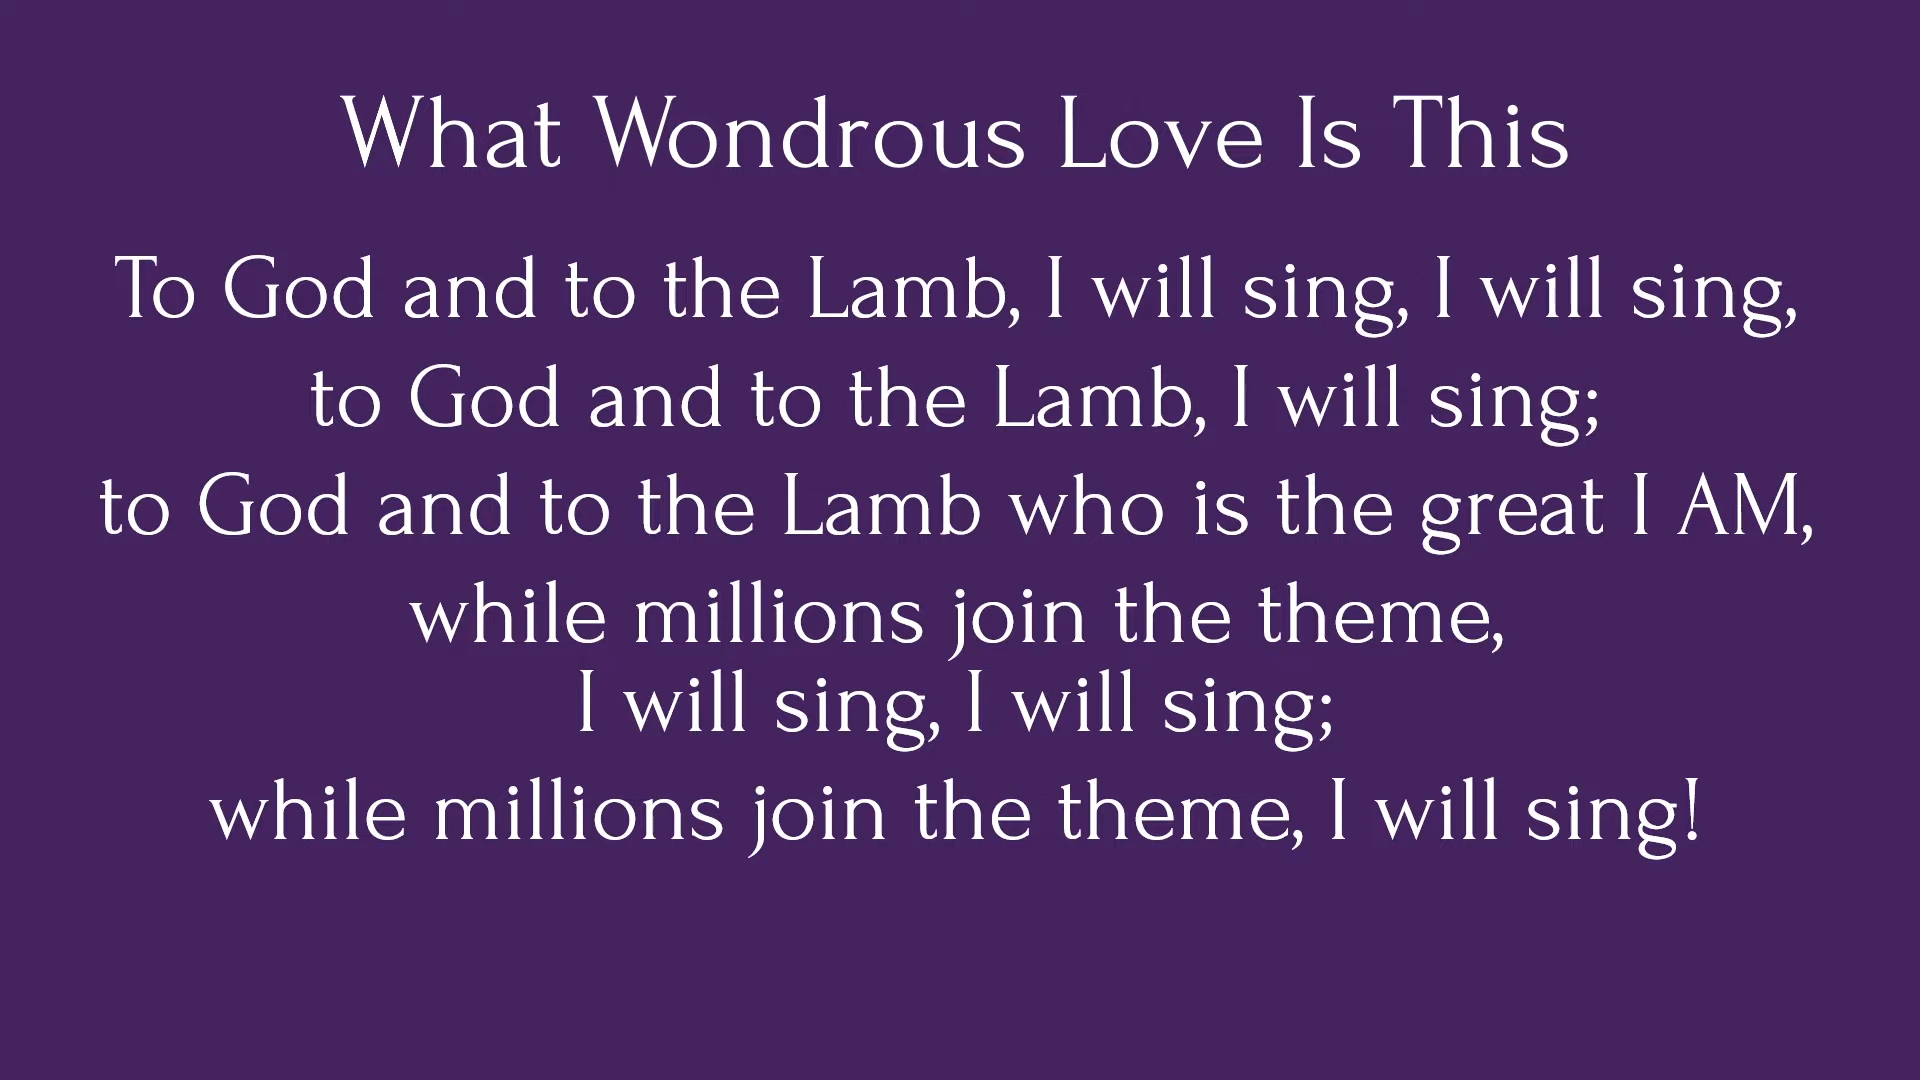 What Wondrous Love Is This
To God and to the Lamb, I will sing, I will sing,
to God and to the Lamb, I will sing;
to God and to the Lamb who is the great I AM,
while millions join the theme,
I will sing, I will sing;
while millions join the theme, I will sing!